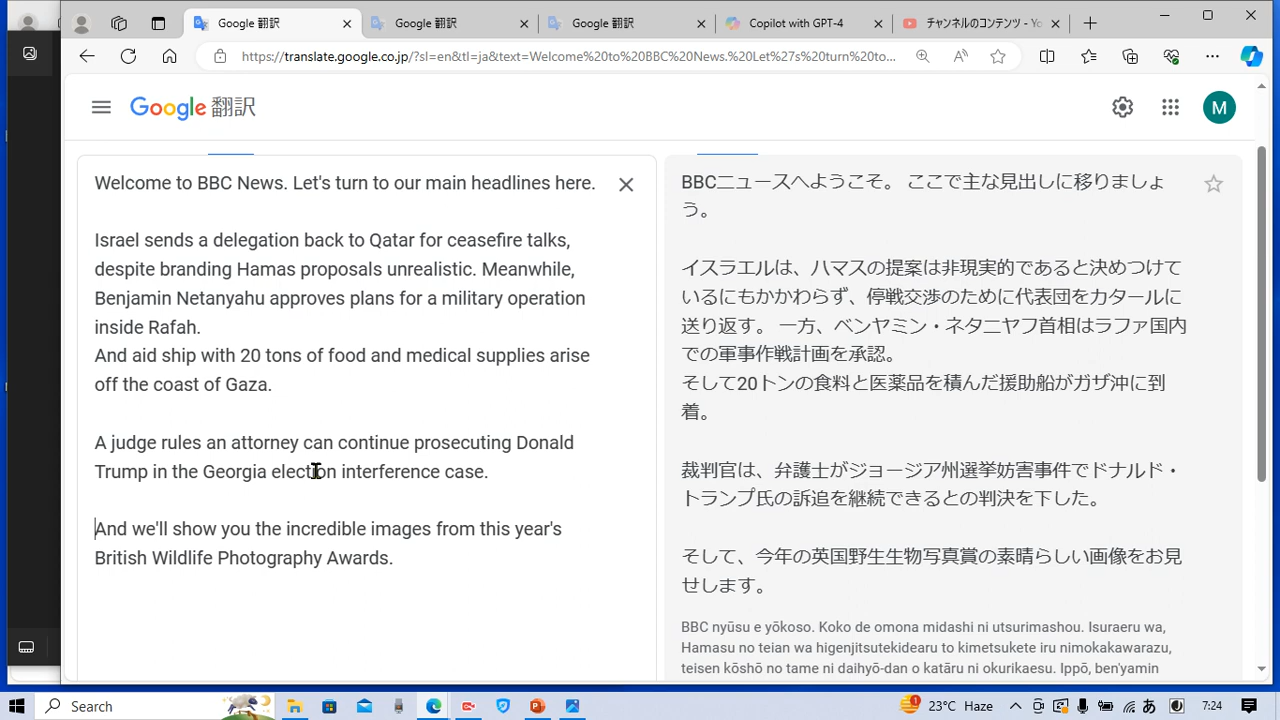 Google 翻訳
Google 翻訳
Google 翻訳
Copilot with GPT-4
チャンネルのコンテンツ - Yo
https://translate.google.co.jp/?sl=en&tl=ja&text=Welcome%20to%20BBC%20News.%20Let%27s%20turn%20to...
Google 翻訳
M
Welcome to BBC News. Let's turn to our main headlines here.
Israel sends a delegation back to Qatar for ceasefire talks,
despite branding Hamas proposals unrealistic. Meanwhile,
Benjamin Netanyahu approves plans for a military operation
inside Rafah.
And aid ship with 20 tons of food and medical supplies arise
off the coast of Gaza.
A judge rules an attorney can continue prosecuting Donald
Trump in the Georgia election interference case.
And we'll show you the incredible images from this year's
British Wildlife Photography Awards.
BBCニュースへようこそ。 ここで主な見出しに移りましょ
う。
イスラエルは、ハマスの提案は非現実的であると決めつけて
いるにもかかわらず、停戦交渉のために代表団をカタールに
送り返す。 一方、ベンヤミン・ネタニヤフ首相はラファ国内
での軍事作戦計画を承認。
そして20トンの食料と医薬品を積んだ援助船がガザ沖に到
着。
裁判官は、弁護士がジョージア州選挙妨害事件でドナルド・
トランプ氏の訴追を継続できるとの判決を下した。
そして、今年の英国野生生物写真賞の素晴らしい画像をお見
せします。
BBC nyūsu e yōkoso. Koko de omona midashi ni utsurimashou. Isuraeru wa,
Hamasu no teian wa higenjitsutekidearu to kimetsukete iru nimokakawarazu,
teisen kōshō no tame ni daihyō-dan o katāru ni okurikaesu. Ippō, ben'yamin
Search
1
23°C Haze
あ
7:24